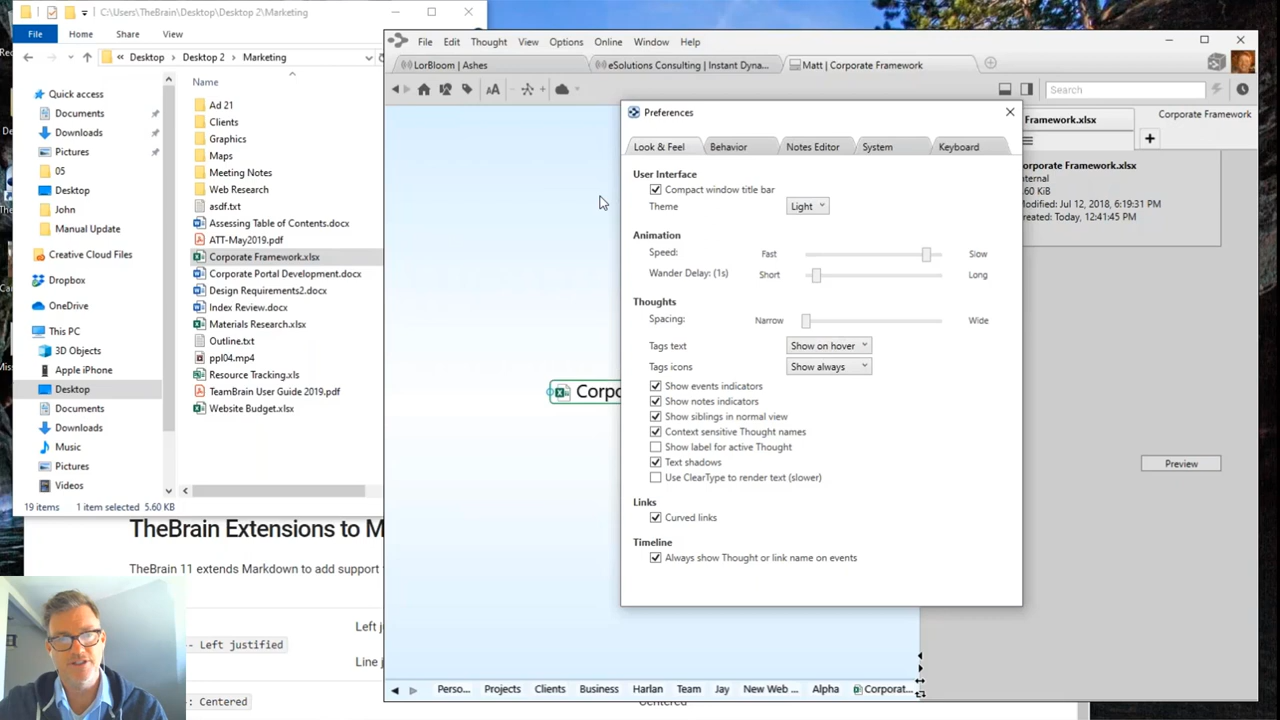 C:\Users\TheBrain\Desktop\Desktop 2\Marketing
File Home Share View
« Desktop > Desktop 2 > Marketing
Quick access
Documents
Downloads
Pictures
05
Desktop
John
Manual Update
Creative Cloud Files
Dropbox
OneDrive
This PC
3D Objects
Apple iPhone
Desktop
Documents
Downloads
Music
Pictures
Videos
Name
Ad 21
Clients
Graphics
Maps
Meeting Notes
Web Research
asdf.txt
Assessing Table of Contents.docx
ATT-May2019.pdf
Corporate Framework.xlsx
Corporate Portal Development.docx
Design Requirements2.docx
Index Review.docx
Materials Research.xlsx
Outline.txt
ppl04.mp4
Resource Tracking.xls
TeamBrain User Guide 2019.pdf
Website Budget.xlsx
19 items 1 item selected 5.60 KB
TheBrain Extensions to M
TheBrain 11 extends Markdown to add support
Left j
- Left justified
Line j
: Centered
Centered
File Edit Thought View Options Online Window Help
LorBloom | Ashes
eSolutions Consulting | Instant Dyna...
Matt | Corporate Framework
AA
Search
Corpo
Preferences
Look & Feel Behavior Notes Editor System Keyboard
User Interface
Compact window title bar
Theme Light
Animation
Speed: Fast Slow
Wander Delay: (1s) Short Long
Thoughts
Spacing: Narrow Wide
Tags text Show on hover
Tags icons Show always
Show events indicators
Show notes indicators
Show siblings in normal view
Context sensitive Thought names
Show label for active Thought
Text shadows
Use ClearType to render text (slower)
Links
Curved links
Timeline
Always show Thought or link name on events
Framework.xlsx
Corporate Framework
+
orporate Framework.xlsx
nternal
.60 KiB
Modified: Jul 12, 2018, 6:19:31 PM
reated: Today, 12:41:45 PM
Preview
Perso... Projects Clients Business Harlan Team Jay New Web ... Alpha Corporat...